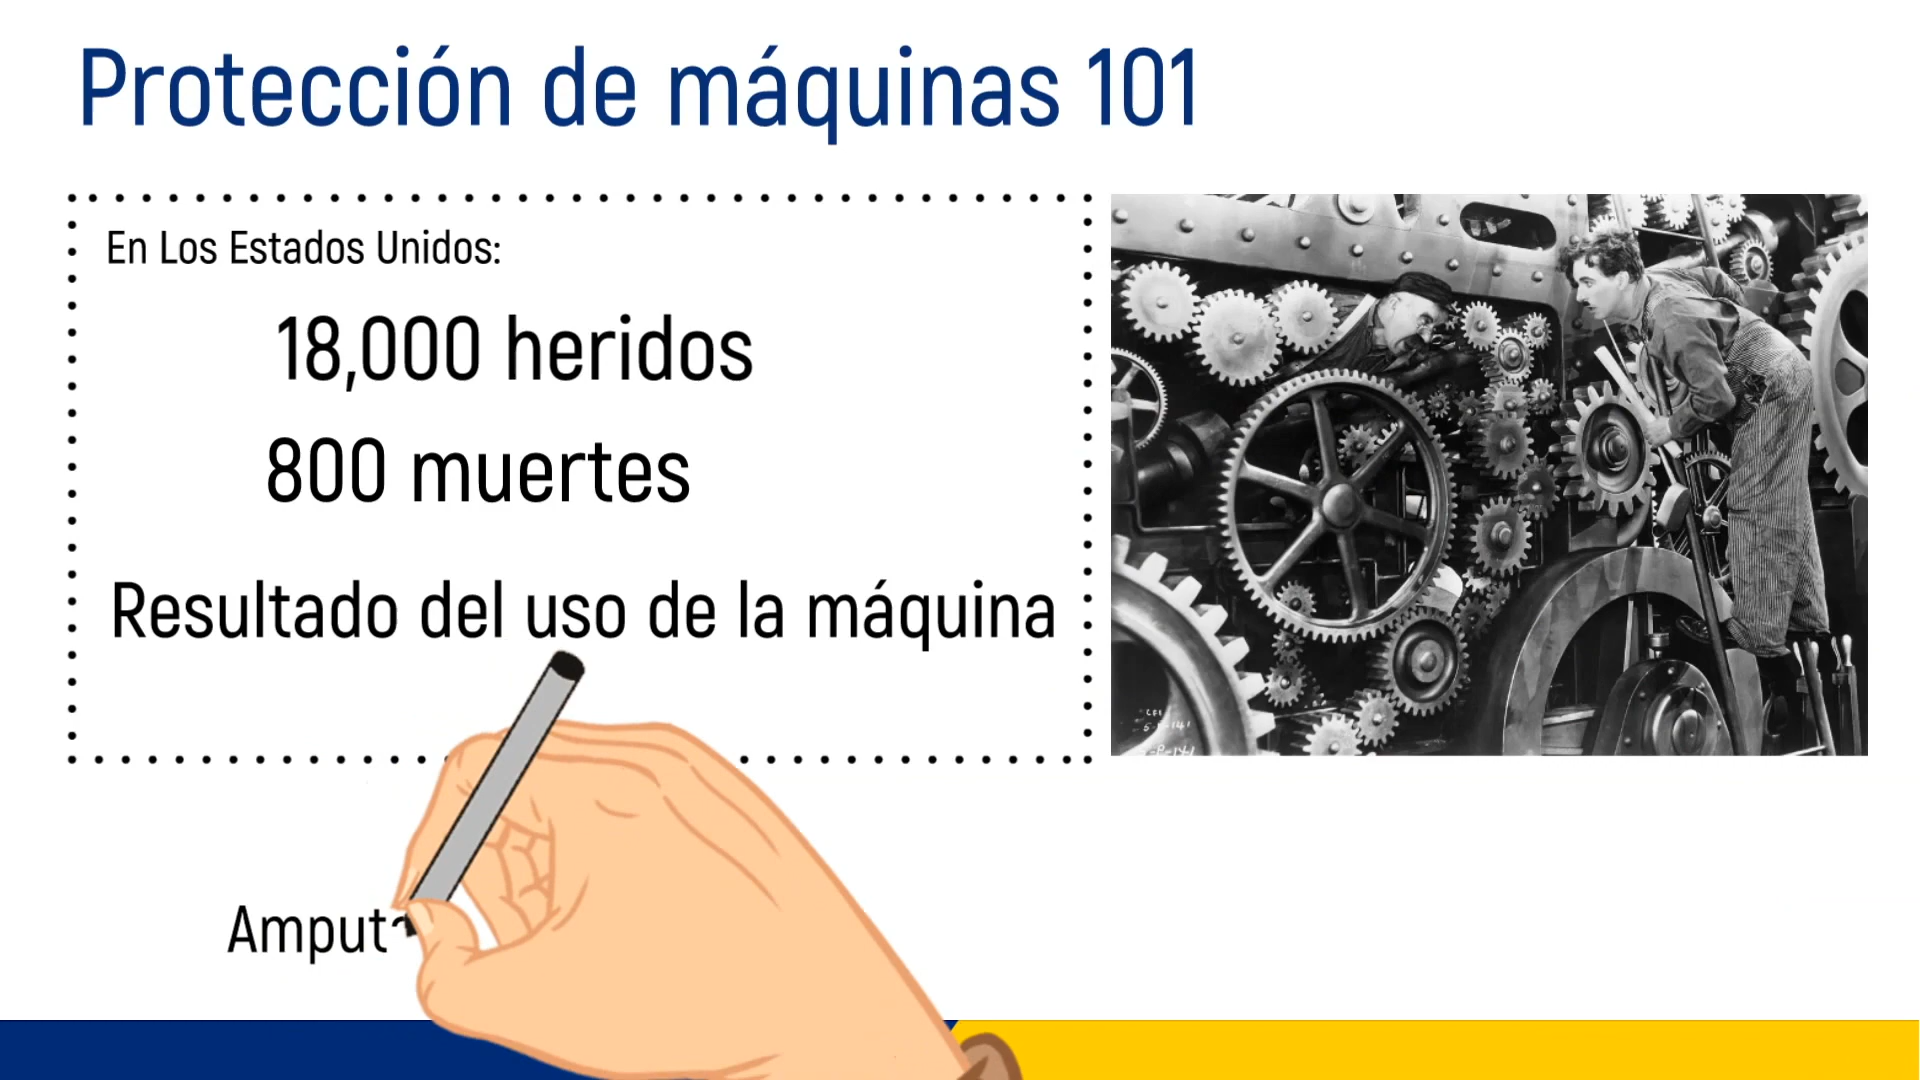 Protección de máquinas 101
En Los Estados Unidos:
18,000 heridos
800 muertes
Resultado del uso de la máquina